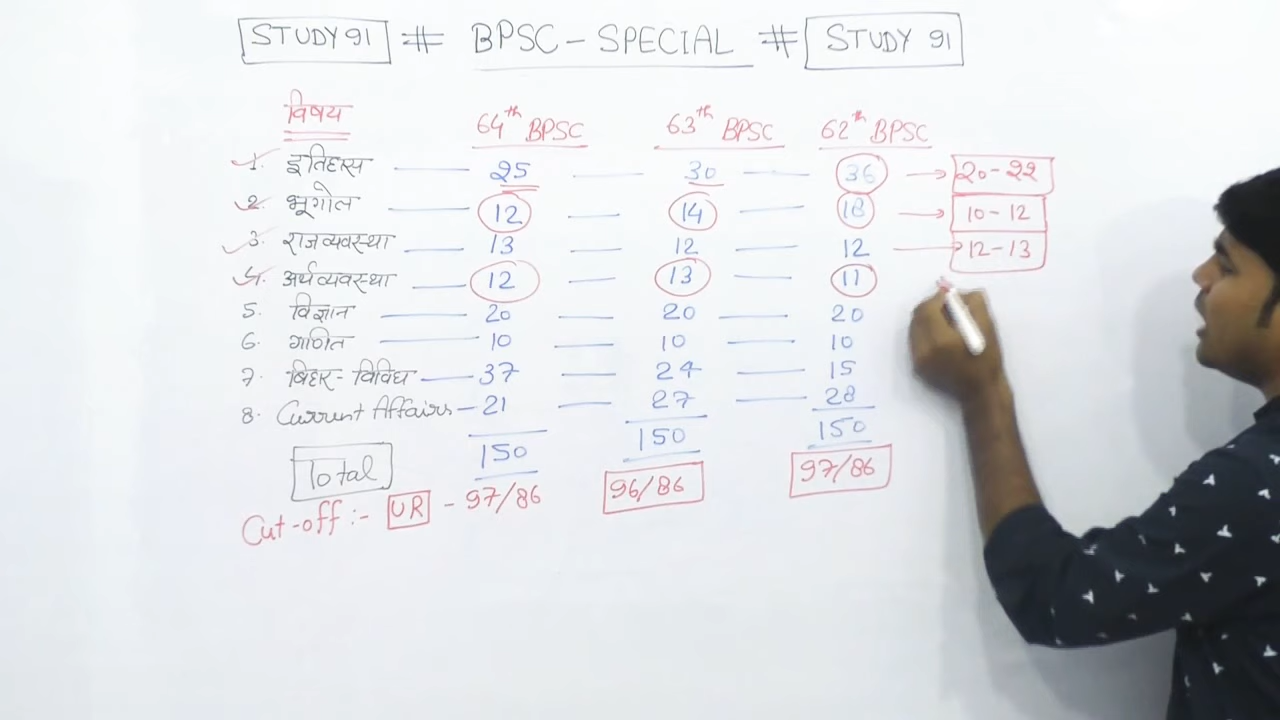 STUDY 91 # BPSC - SPECIAL # STUDY 91
विषय 64th BPSC 63th BPSC 62th BPSC
1. इतिहास — 25 — 30 — 36 → 20-22
2. भूगोल — 12 — 14 — 18 → 10-12
3. राजव्यवस्था — 13 — 12 — 12 → 12-13
4. अर्थव्यवस्था — 12 — 13 — 11
5. विज्ञान — 20 — 20 — 20
6. गणित — 10 — 10 — 10
7. बिहार-विविध — 37 — 24 — 15
8. Current Affairs — 21 — 27 — 28
Total 150 150 150
Cut-off :- UR - 97/86 96/86 97/86